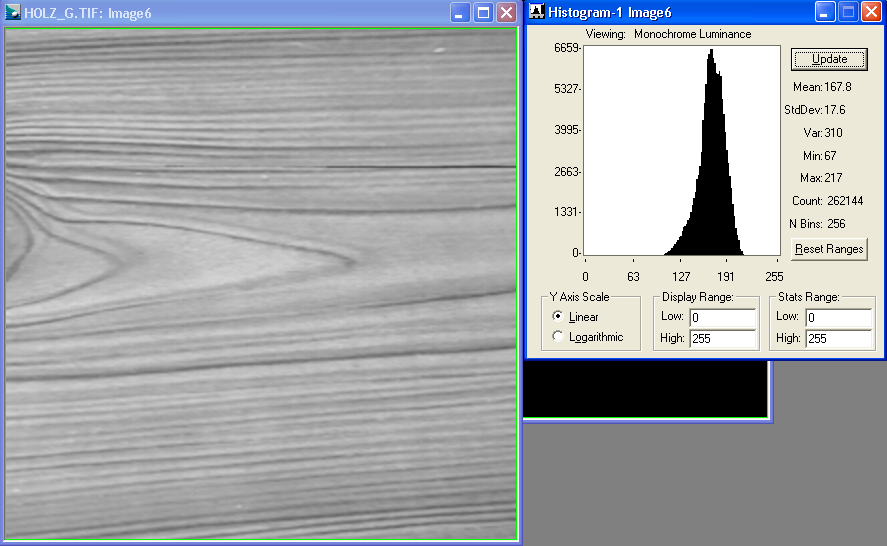 HOLZ_G.TIF: Image6
Histogram-1 Image6
Viewing: Monochrome Luminance
6659-
5327-
3995-
2663-
1331-
0-
0 63 127 191 255
Update
Mean: 167.8
StdDev: 17.6
Var: 310
Min: 67
Max: 217
Count: 262144
N Bins: 256
Reset Ranges
Y Axis Scale
Linear
Logarithmic
Display Range:
Low: 0
High: 255
Stats Range:
Low: 0
High: 255